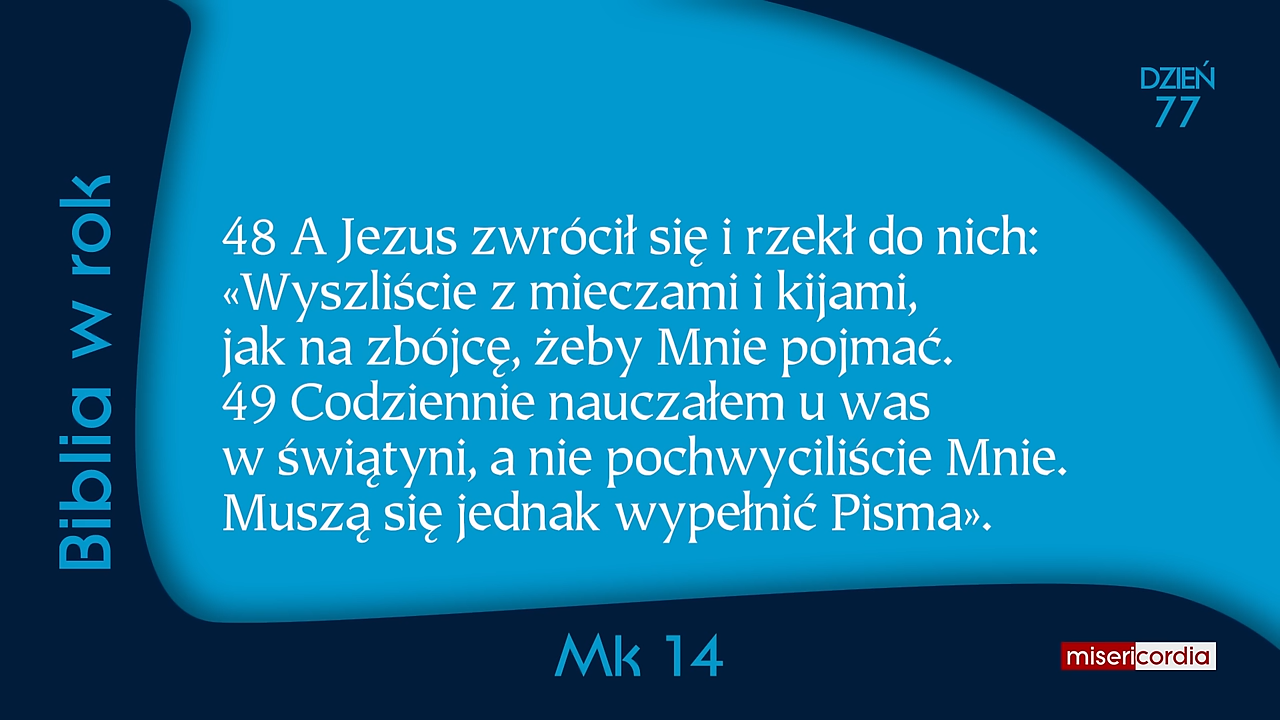 DZIEŃ
77
Biblia w rok
48 A Jezus zwrócił się i rzekł do nich:
«Wyszliście z mieczami i kijami,
jak na zbójcę, żeby Mnie pojmać.
49 Codziennie nauczałem u was
w świątyni, a nie pochwyciliście Mnie.
Muszą się jednak wypełnić Pisma».
Mk 14
misericordia